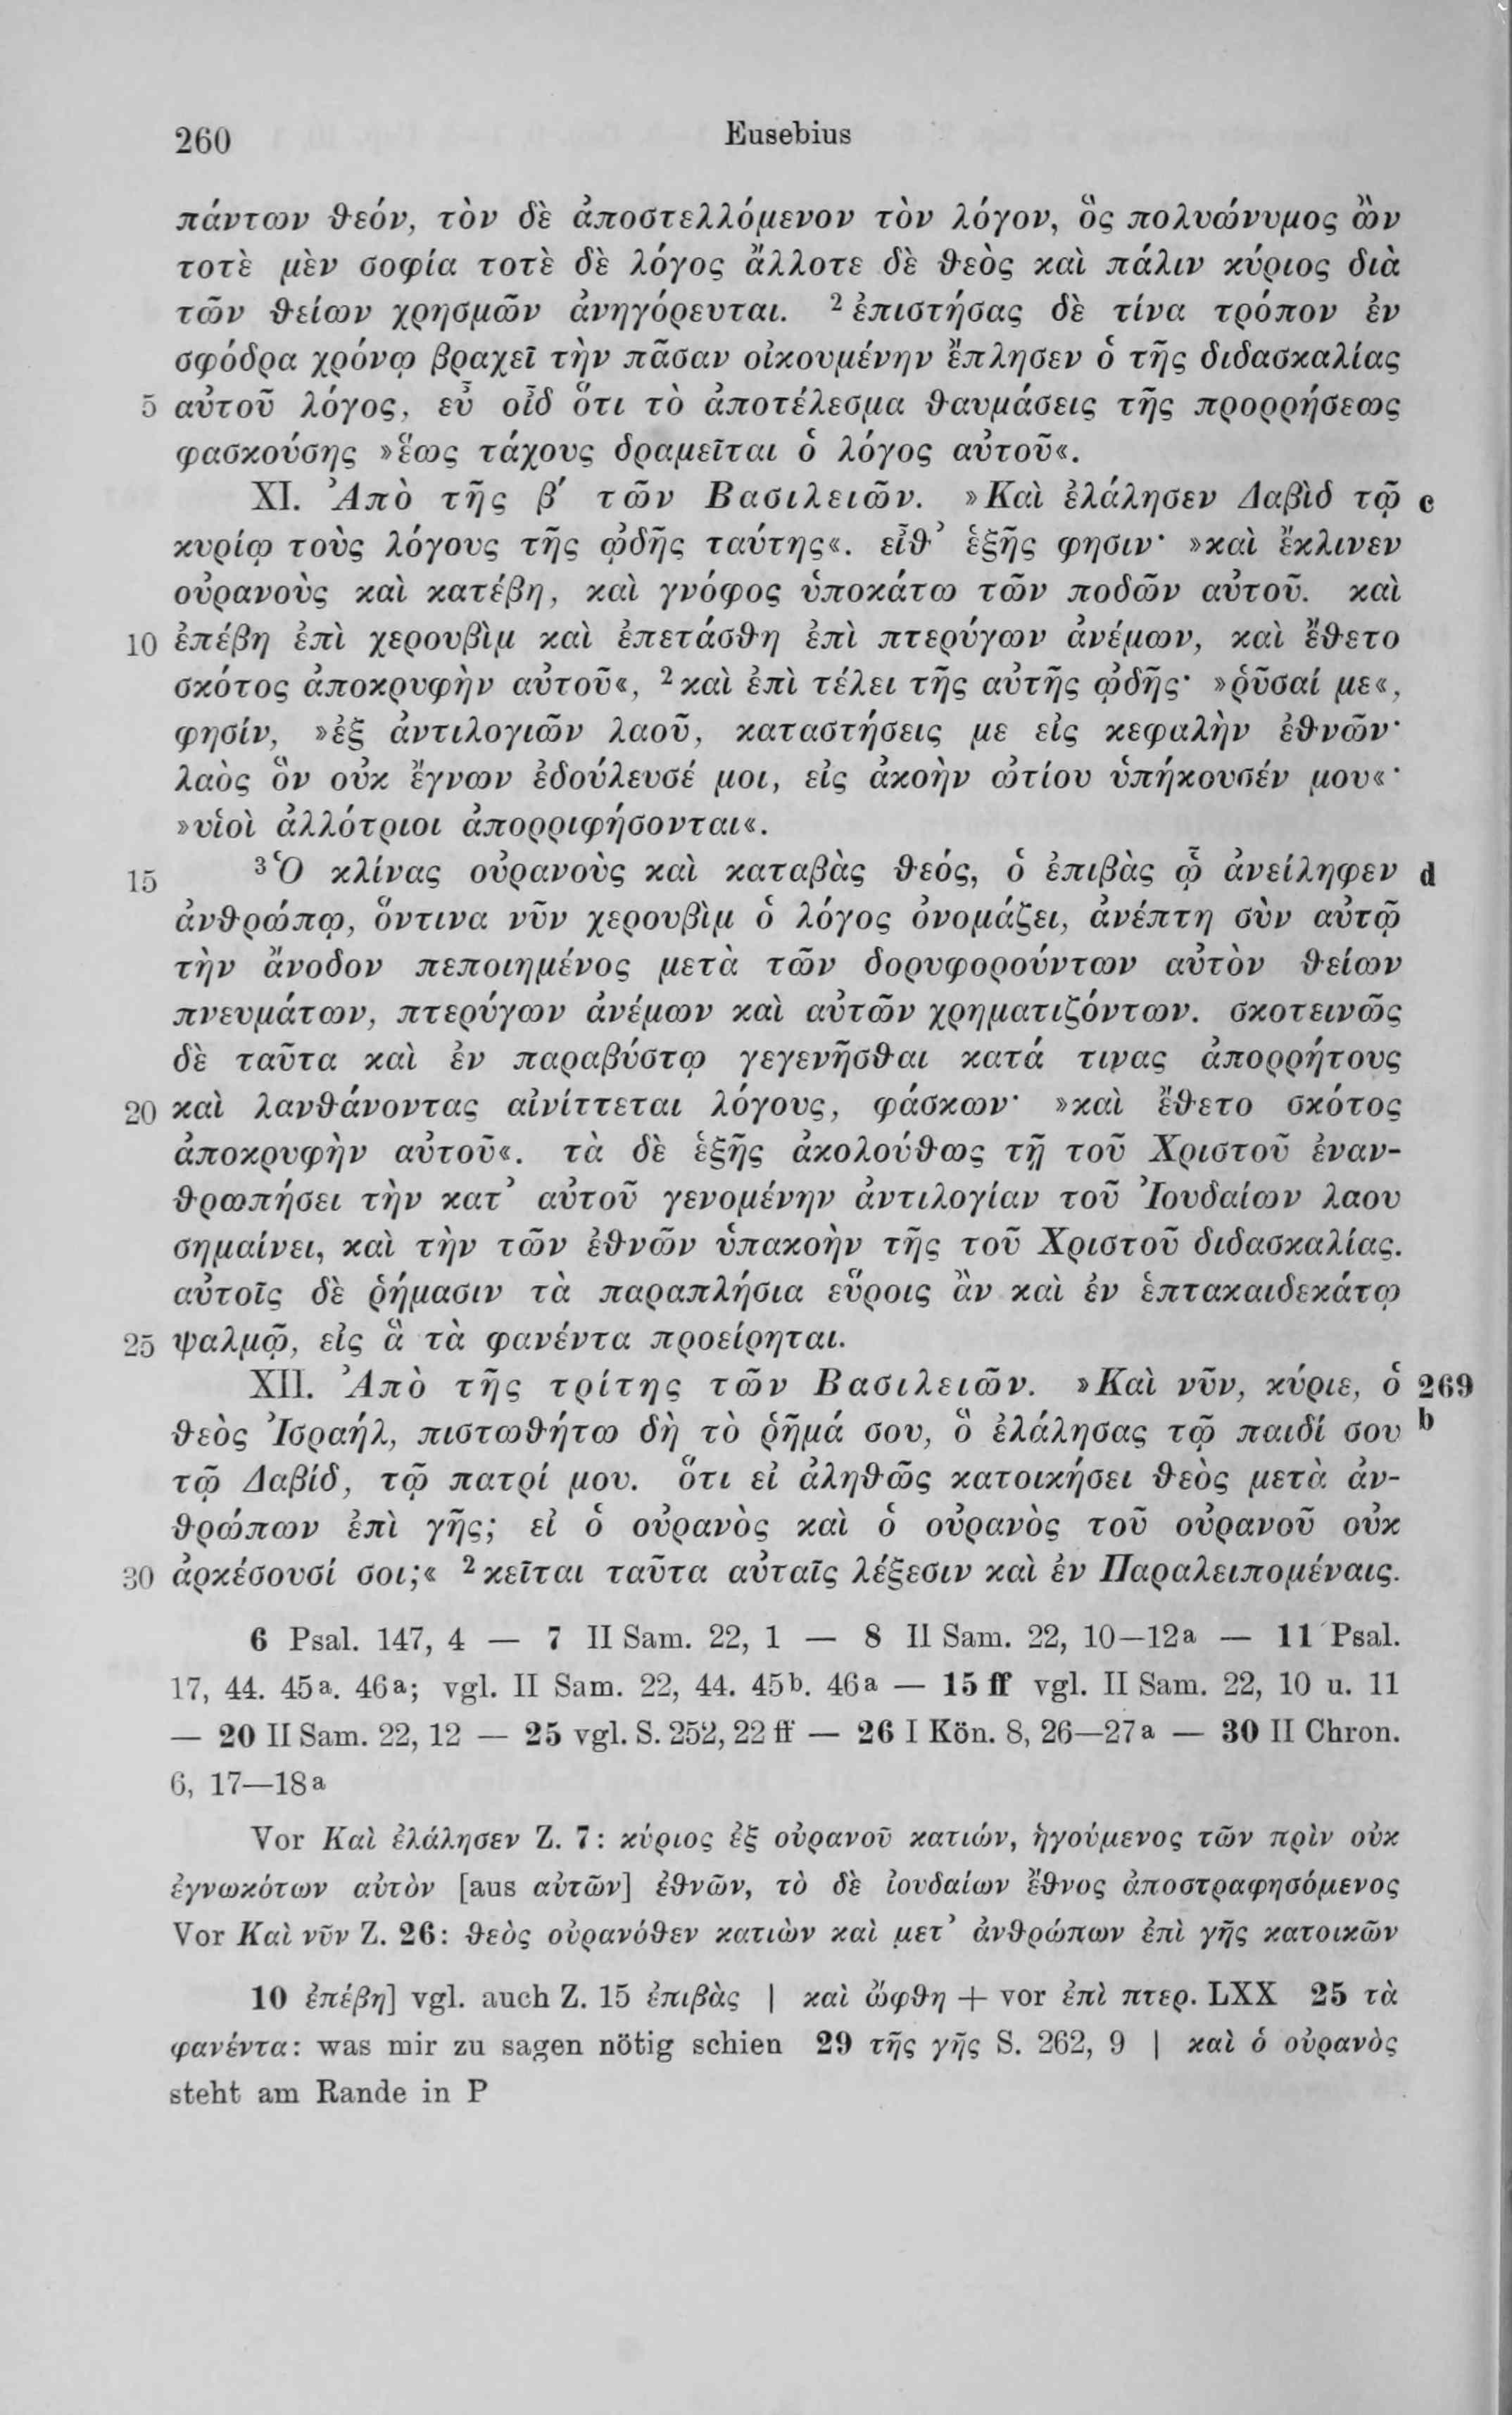 260 Eusebius
πάντων θεόν, τὸν δὲ ἀποστελλόμενον τὸν λόγον, ὃς πολυώνυμος ὢν
τοτὲ μὲν σοφία τοτὲ δὲ λόγος ἄλλοτε δὲ θεὸς καὶ πάλιν κύριος διὰ
τῶν θείων χρησμῶν ἀνηγόρευται. ² ἐπιστήσας δὲ τίνα τρόπον ἐν
σφόδρα χρόνῳ βραχεῖ τὴν πᾶσαν οἰκουμένην ἔπλησεν ὁ τῆς διδασκαλίας
5 αὐτοῦ λόγος, εὖ οἶδ ὅτι τὸ ἀποτέλεσμα θαυμάσεις τῆς προρρήσεως
φασκούσης »ἕως τάχους δραμεῖται ὁ λόγος αὐτοῦ«.
XI. Ἀπὸ τῆς β΄ τῶν Βασιλειῶν. »Καὶ ἐλάλησεν Δαβὶδ τῷ c
κυρίῳ τοὺς λόγους τῆς ᾠδῆς ταύτης«. εἶθ᾽ ἑξῆς φησιν· »καὶ ἔκλινεν
οὐρανοὺς καὶ κατέβη, καὶ γνόφος ὑποκάτω τῶν ποδῶν αὐτοῦ. καὶ
10 ἐπέβη ἐπὶ χερουβὶμ καὶ ἐπετάσθη ἐπὶ πτερύγων ἀνέμων, καὶ ἔθετο
σκότος ἀποκρυφὴν αὐτοῦ«, ² καὶ ἐπὶ τέλει τῆς αὐτῆς ᾠδῆς· »ῥῦσαί με«,
φησίν, »ἐξ ἀντιλογιῶν λαοῦ, καταστήσεις με εἰς κεφαλὴν ἐθνῶν·
λαὸς ὃν οὐκ ἔγνων ἐδούλευσέ μοι, εἰς ἀκοὴν ὠτίου ὑπήκουσέν μου«·
»υἱοὶ ἀλλότριοι ἀπορριφήσονται«.
15 ³ Ὁ κλίνας οὐρανοὺς καὶ καταβὰς θεός, ὁ ἐπιβὰς ᾧ ἀνείληφεν d
ἀνθρώπῳ, ὅντινα νῦν χερουβὶμ ὁ λόγος ὀνομάζει, ἀνέπτη σὺν αὐτῷ
τὴν ἄνοδον πεποιημένος μετὰ τῶν δορυφορούντων αὐτὸν θείων
πνευμάτων, πτερύγων ἀνέμων καὶ αὐτῶν χρηματιζόντων. σκοτεινῶς
δὲ ταῦτα καὶ ἐν παραβύστῳ γεγενῆσθαι κατά τινας ἀπορρήτους
20 καὶ λανθάνοντας αἰνίττεται λόγους, φάσκων· »καὶ ἔθετο σκότος
ἀποκρυφὴν αὐτοῦ«. τὰ δὲ ἑξῆς ἀκολούθως τῇ τοῦ Χριστοῦ ἐναν-
θρωπήσει τὴν κατ᾽ αὐτοῦ γενομένην ἀντιλογίαν τοῦ Ἰουδαίων λαου
σημαίνει, καὶ τὴν τῶν ἐθνῶν ὑπακοὴν τῆς τοῦ Χριστοῦ διδασκαλίας.
αὐτοῖς δὲ ῥήμασιν τὰ παραπλήσια εὕροις ἂν καὶ ἐν ἑπτακαιδεκάτῳ
25 ψαλμῷ, εἰς ἃ τὰ φανέντα προείρηται.
XII. Ἀπὸ τῆς τρίτης τῶν Βασιλειῶν. »Καὶ νῦν, κύριε, ὁ 269
θεὸς Ἰσραήλ, πιστωθήτω δὴ τὸ ῥῆμά σου, ὃ ἐλάλησας τῷ παιδί σου b
τῷ Δαβίδ, τῷ πατρί μου. ὅτι εἰ ἀληθῶς κατοικήσει θεὸς μετὰ ἀν-
θρώπων ἐπὶ γῆς; εἰ ὁ οὐρανὸς καὶ ὁ οὐρανὸς τοῦ οὐρανοῦ οὐκ
30 ἀρκέσουσί σοι;« ² κεῖται ταῦτα αὐταῖς λέξεσιν καὶ ἐν Παραλειπομέναις.
6 Psal. 147, 4 — 7 II Sam. 22, 1 — 8 II Sam. 22, 10—12a — 11 Psal.
17, 44. 45a. 46a; vgl. II Sam. 22, 44. 45b. 46a — 15 ff vgl. II Sam. 22, 10 u. 11
— 20 II Sam. 22, 12 — 25 vgl. S. 252, 22 ff — 26 I Kön. 8, 26—27a — 30 II Chron.
6, 17—18a
Vor Καὶ ἐλάλησεν Z. 7: κύριος ἐξ οὐρανοῦ κατιών, ἡγούμενος τῶν πρὶν οὐκ
ἐγνωκότων αὐτὸν [aus αὐτῶν] ἐθνῶν, τὸ δὲ ἰουδαίων ἔθνος ἀποστραφησόμενος
Vor Καὶ νῦν Z. 26: θεὸς οὐρανόθεν κατιὼν καὶ μετ᾽ ἀνθρώπων ἐπὶ γῆς κατοικῶν
10 ἐπέβη] vgl. auch Z. 15 ἐπιβὰς | καὶ ὤφθη + vor ἐπὶ πτερ. LXX 25 τὰ
φανέντα: was mir zu sagen nötig schien 29 τῆς γῆς S. 262, 9 | καὶ ὁ οὐρανὸς
steht am Rande in P